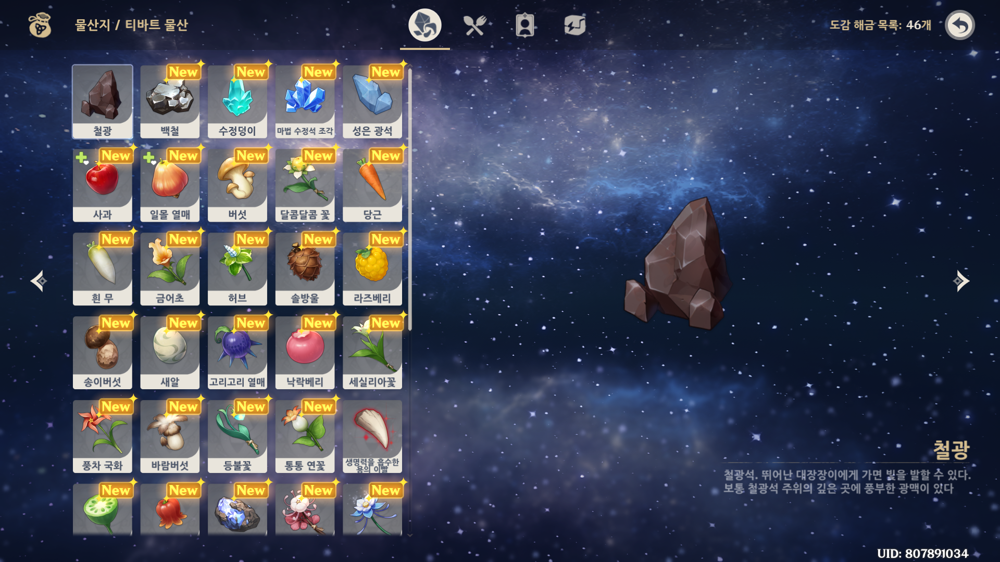 물산지 / 티바트 물산
도감 해금 목록: 46개
New
New
New
New
철광
백철
수정덩이
마법 수정석 조각
성은 광석
New
New
New
New
New
사과
일몰 열매
버섯
달콤달콤 꽃
당근
New
New
New
New
New
흰 무
금어초
허브
솔방울
라즈베리
New
New
New
New
New
송이버섯
새알
고리고리 열매
낙락베리
세실리아꽃
New
New
New
New
풍차 국화
바람버섯
등불꽃
통통 연꽃
생명력을 흡수한
용의 이빨
New
New
New
New
New
철광
철광석. 뛰어난 대장장이에게 가면 빛을 발할 수 있다.
보통 철광석 주위의 깊은 곳에 풍부한 광맥이 있다
UID: 807891034